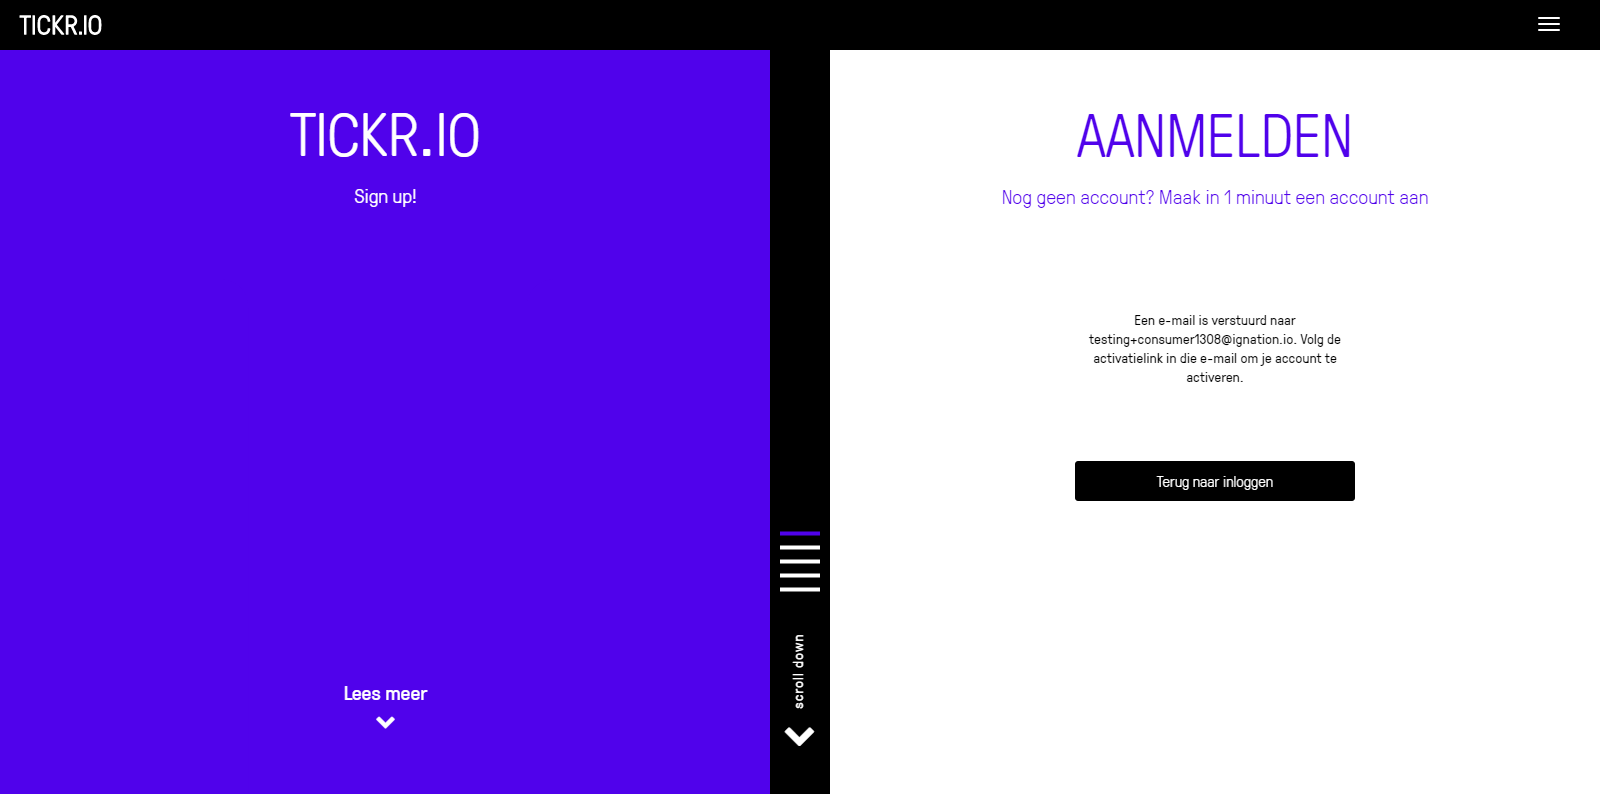 TICKR.IO
TICKR.IO
Sign up!
Lees meer
scroll down
AANMELDEN
Nog geen account? Maak in 1 minuut een account aan
Een e-mail is verstuurd naar
testing+consumer1308@ignation.io. Volg de
activatielink in die e-mail om je account te
activeren.
Terug naar inloggen